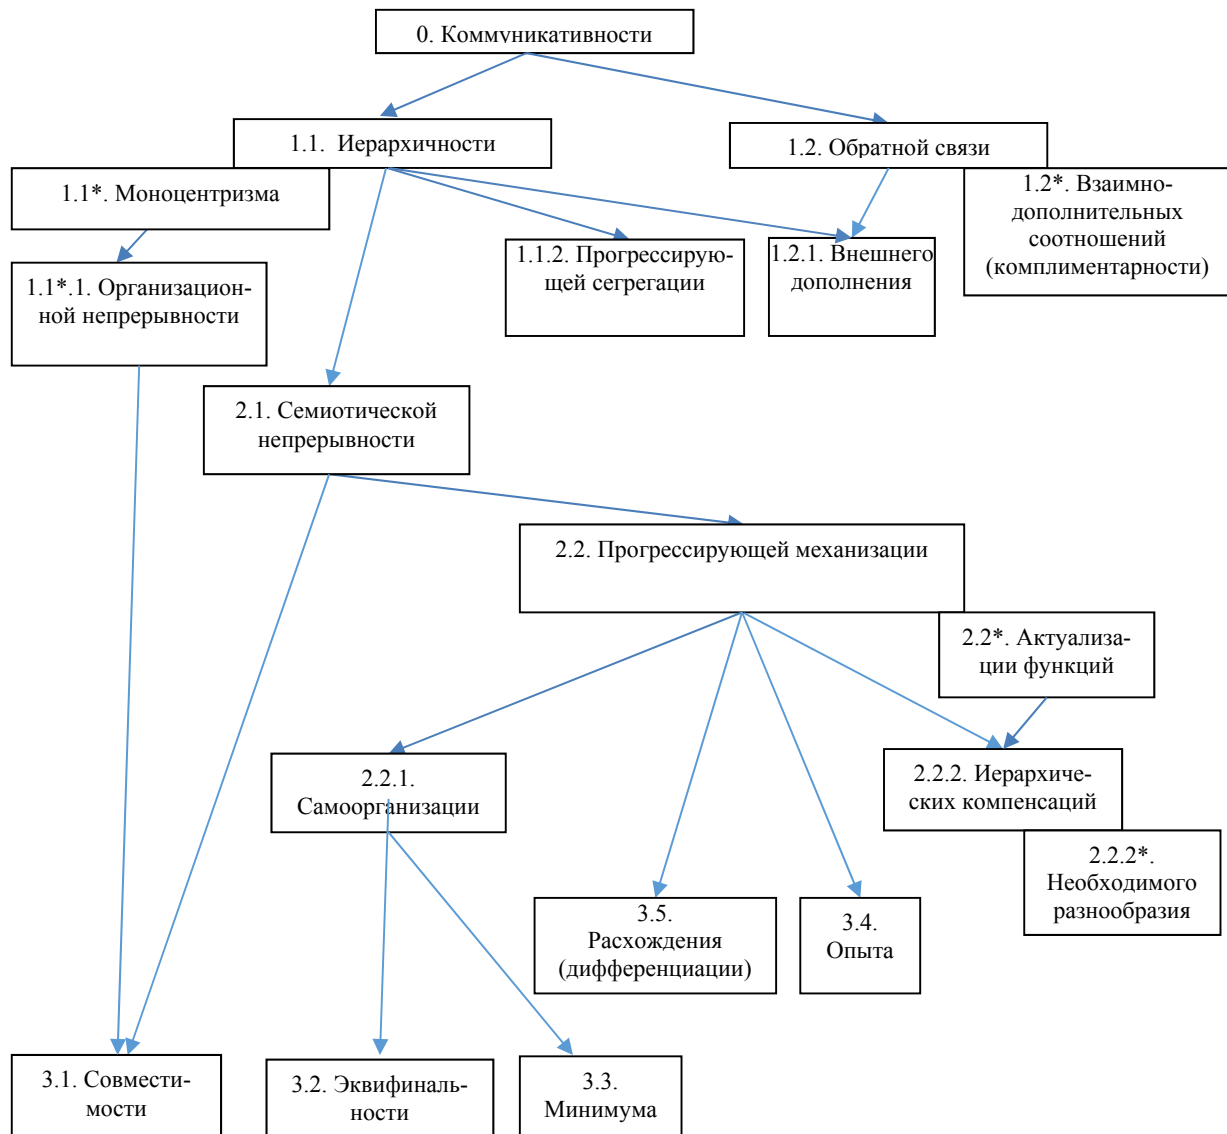 0. Коммуникативности
1.1. Иерархичности
1.2. Обратной связи
1.1*. Моноцентризма
1.2*. Взаимно-
дополнительных
соотношений
(комплиментарности)
1.1.2. Прогрессирую-
щей сегрегации
1.2.1. Внешнего
дополнения
1.1*.1. Организацион-
ной непрерывности
2.1. Семиотической
непрерывности
2.2. Прогрессирующей механизации
2.2*. Актуализа-
ции функций
2.2.1.
Самоорганизации
2.2.2. Иерархиче-
ских компенсаций
2.2.2*.
Необходимого
разнообразия
3.5.
Расхождения
(дифференциации)
3.4.
Опыта
3.1. Совмести-
мости
3.2. Эквифиналь-
ности
3.3.
Минимума